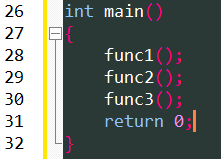 26 int main()
27 {
28     func1();
29     func2();
30     func3();
31     return 0;
32 }